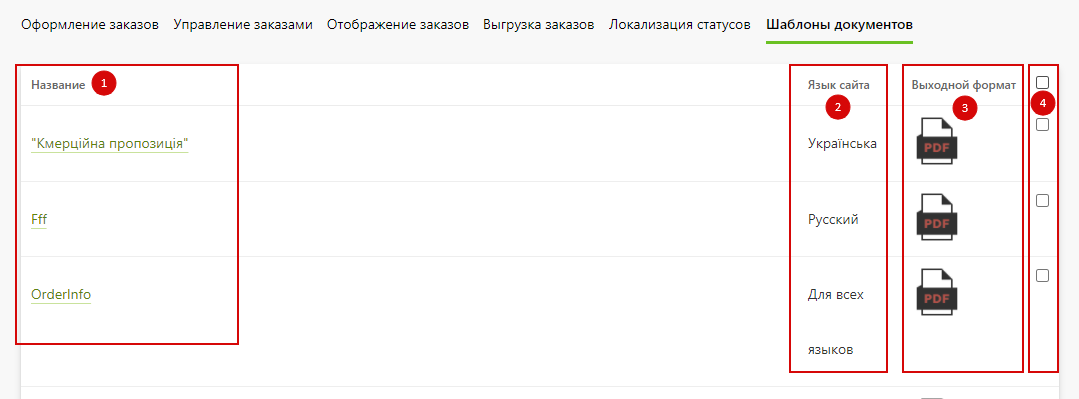 Оформление заказов Управление заказами Отображение заказов Выгрузка заказов Локализация статусов Шаблоны документов
Название 1 Язык сайта Выходной формат
2 3 4
"Кмерційна пропозиція" Українська PDF
Fff Русский PDF
OrderInfo Для всех PDF
языков